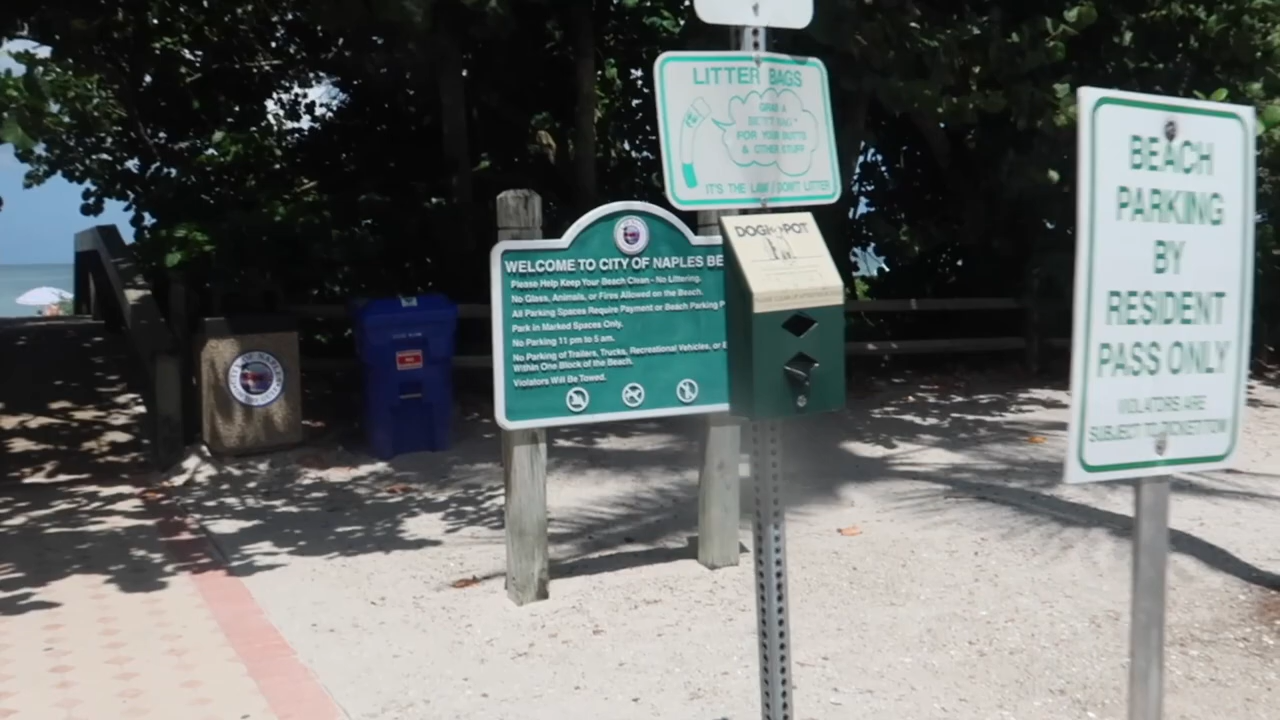 LITTER BAGS
GRAB A
FOR YOUR BUTTS
& OTHER STUFF
IT'S THE LAW / DON'T LITTER
DOGI POT
WELCOME TO CITY OF NAPLES BE
Please Help Keep Your Beach Clean - No Littering.
No Glass, Animals, or Fires Allowed on the Beach.
All Parking Spaces Require Payment or Beach Parking P
Park in Marked Spaces Only.
No Parking 11 pm to 5 am.
No Parking of Trailers, Trucks, Recreational Vehicles, or B
Within One Block of the Beach.
Violators Will Be Towed.
CITY OF NAPLES
BEACH
PARKING
BY
RESIDENT
PASS ONLY
VIOLATORS ARE
SUBJECT TO TICKET/TOW